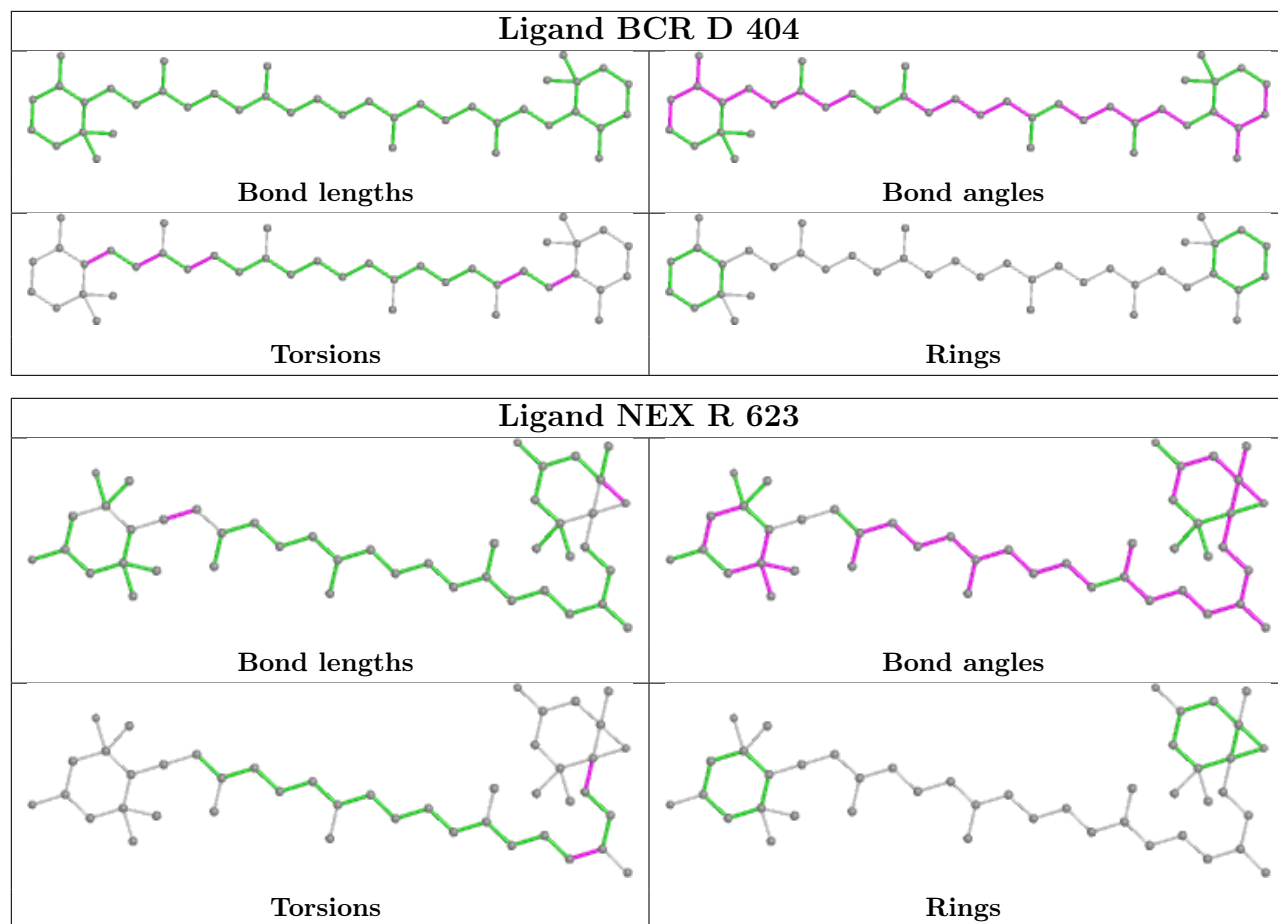 Ligand BCR D 404
Bond lengths
Bond angles
Torsions
Rings
Ligand NEX R 623
Bond lengths
Bond angles
Torsions
Rings